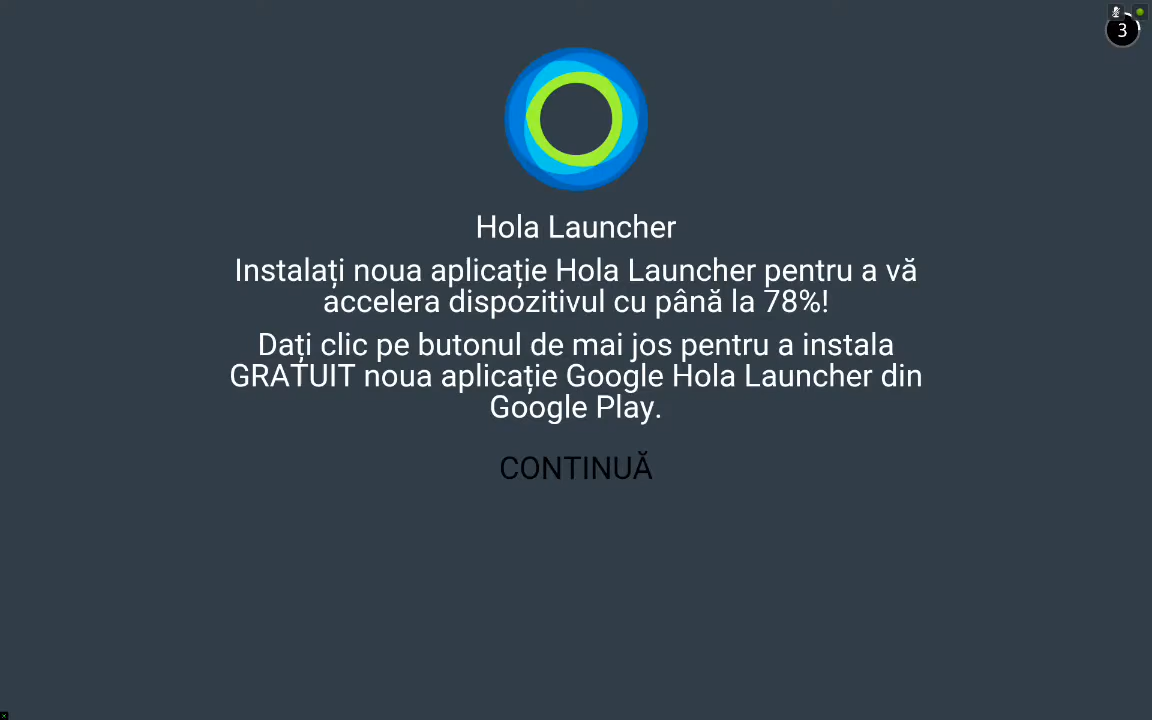 3
Hola Launcher
Instalați noua aplicație Hola Launcher pentru a vă
accelera dispozitivul cu până la 78%!
Dați clic pe butonul de mai jos pentru a instala
GRATUIT noua aplicație Google Hola Launcher din
Google Play.
CONTINUĂ